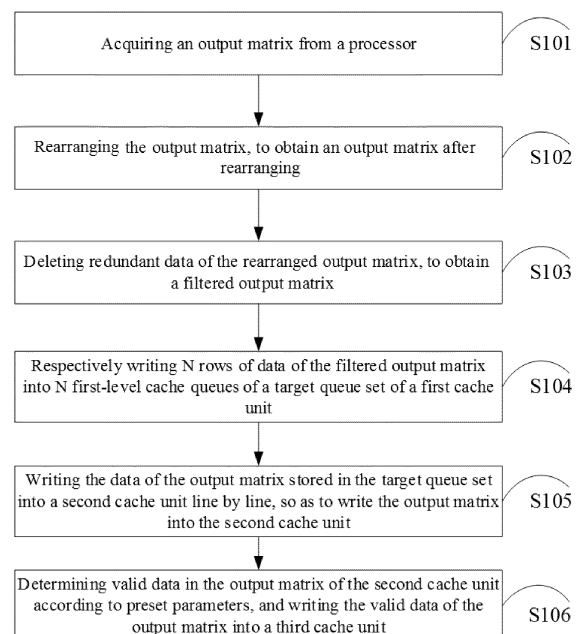 Acquiring an output matrix from a processor
S101
Rearranging the output matrix, to obtain an output matrix after
rearranging
S102
Deleting redundant data of the rearranged output matrix, to obtain
a filtered output matrix
S103
Respectively writing N rows of data of the filtered output matrix
into N first-level cache queues of a target queue set of a first cache
unit
S104
Writing the data of the output matrix stored in the target queue set
into a second cache unit line by line, so as to write the output matrix
into the second cache unit
S105
Determining valid data in the output matrix of the second cache unit
according to preset parameters, and writing the valid data of the
output matrix into a third cache unit
S106